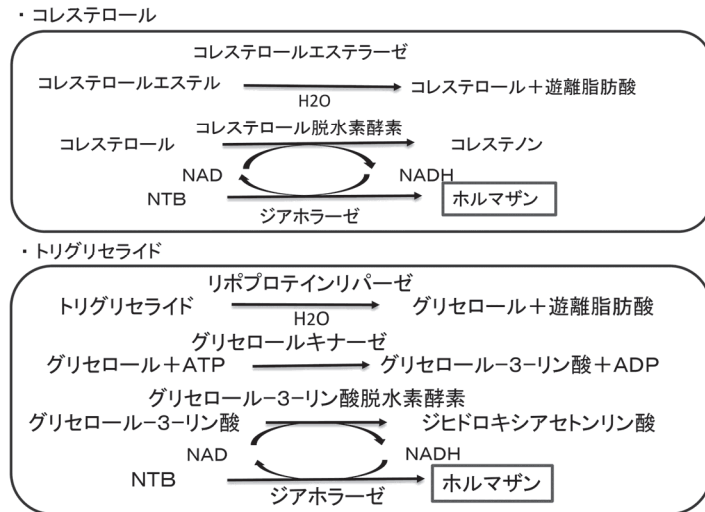 ・コレステロール
コレステロールエステラーゼ
コレステロールエステル コレステロール＋遊離脂肪酸
H2O
コレステロール脱水素酵素
コレステロール コレステノン
NAD NADH
NTB ホルマザン
ジアホラーゼ
・トリグリセライド
リポプロテインリパーゼ
トリグリセライド グリセロール＋遊離脂肪酸
H2O
グリセロールキナーゼ
グリセロール＋ATP グリセロール−3−リン酸＋ADP
グリセロール−3−リン酸脱水素酵素
グリセロール−3−リン酸 ジヒドロキシアセトンリン酸
NAD NADH
NTB ホルマザン
ジアホラーゼ